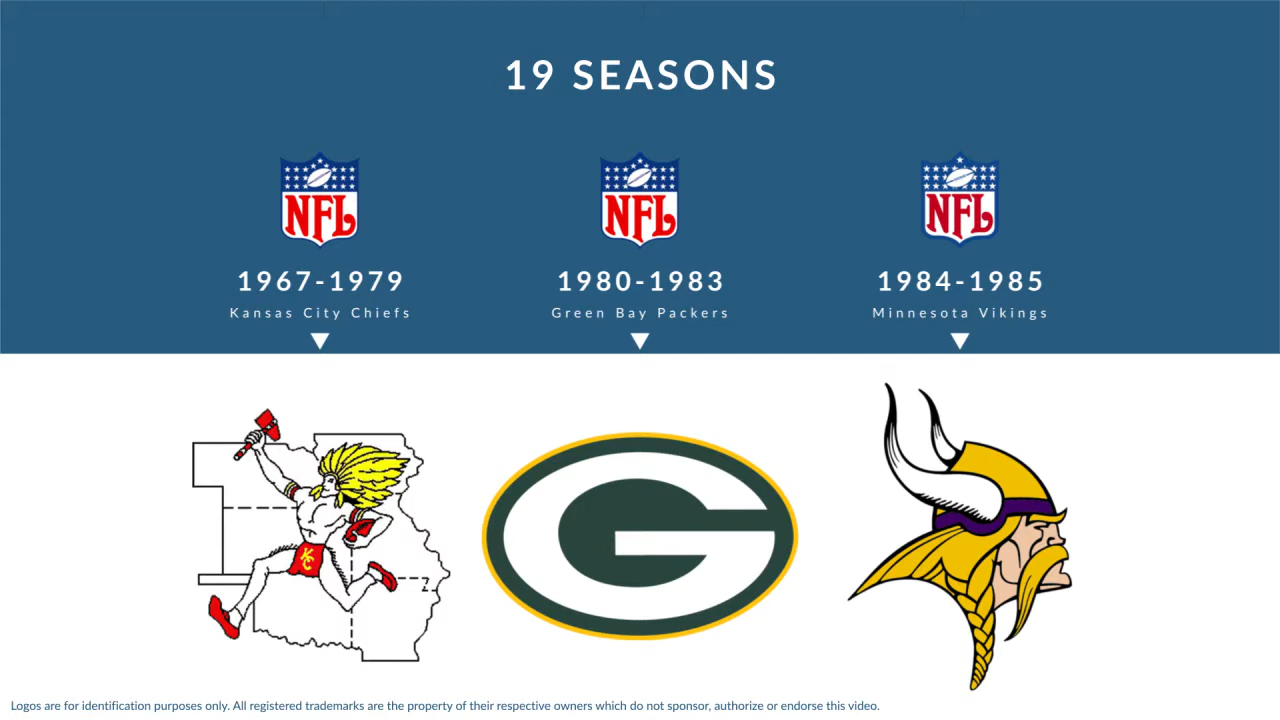 19 SEASONS
NFL NFL NFL
1967-1979 1980-1983 1984-1985
Kansas City Chiefs Green Bay Packers Minnesota Vikings
KC G
Logos are for identification purposes only. All registered trademarks are the property of their respective owners which do not sponsor, authorize or endorse this video.